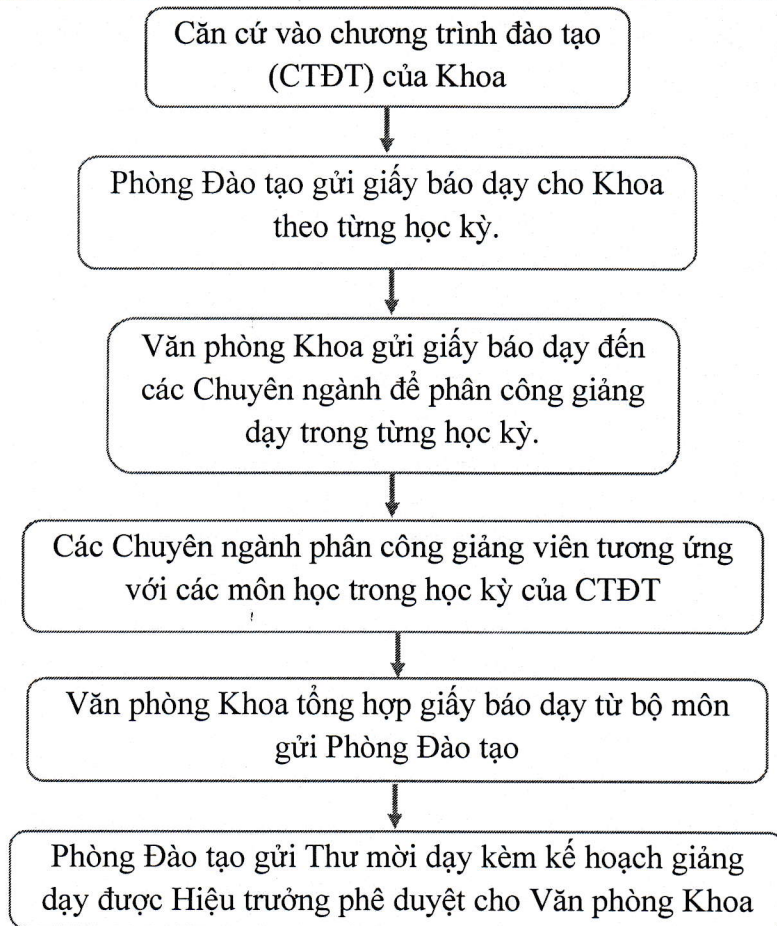 Căn cứ vào chương trình đào tạo
(CTĐT) của Khoa
Phòng Đào tạo gửi giấy báo dạy cho Khoa
theo từng học kỳ.
Văn phòng Khoa gửi giấy báo dạy đến
các Chuyên ngành để phân công giảng
dạy trong từng học kỳ.
Các Chuyên ngành phân công giảng viên tương ứng
với các môn học trong học kỳ của CTĐT
Văn phòng Khoa tổng hợp giấy báo dạy từ bộ môn
gửi Phòng Đào tạo
Phòng Đào tạo gửi Thư mời dạy kèm kế hoạch giảng
dạy được Hiệu trưởng phê duyệt cho Văn phòng Khoa